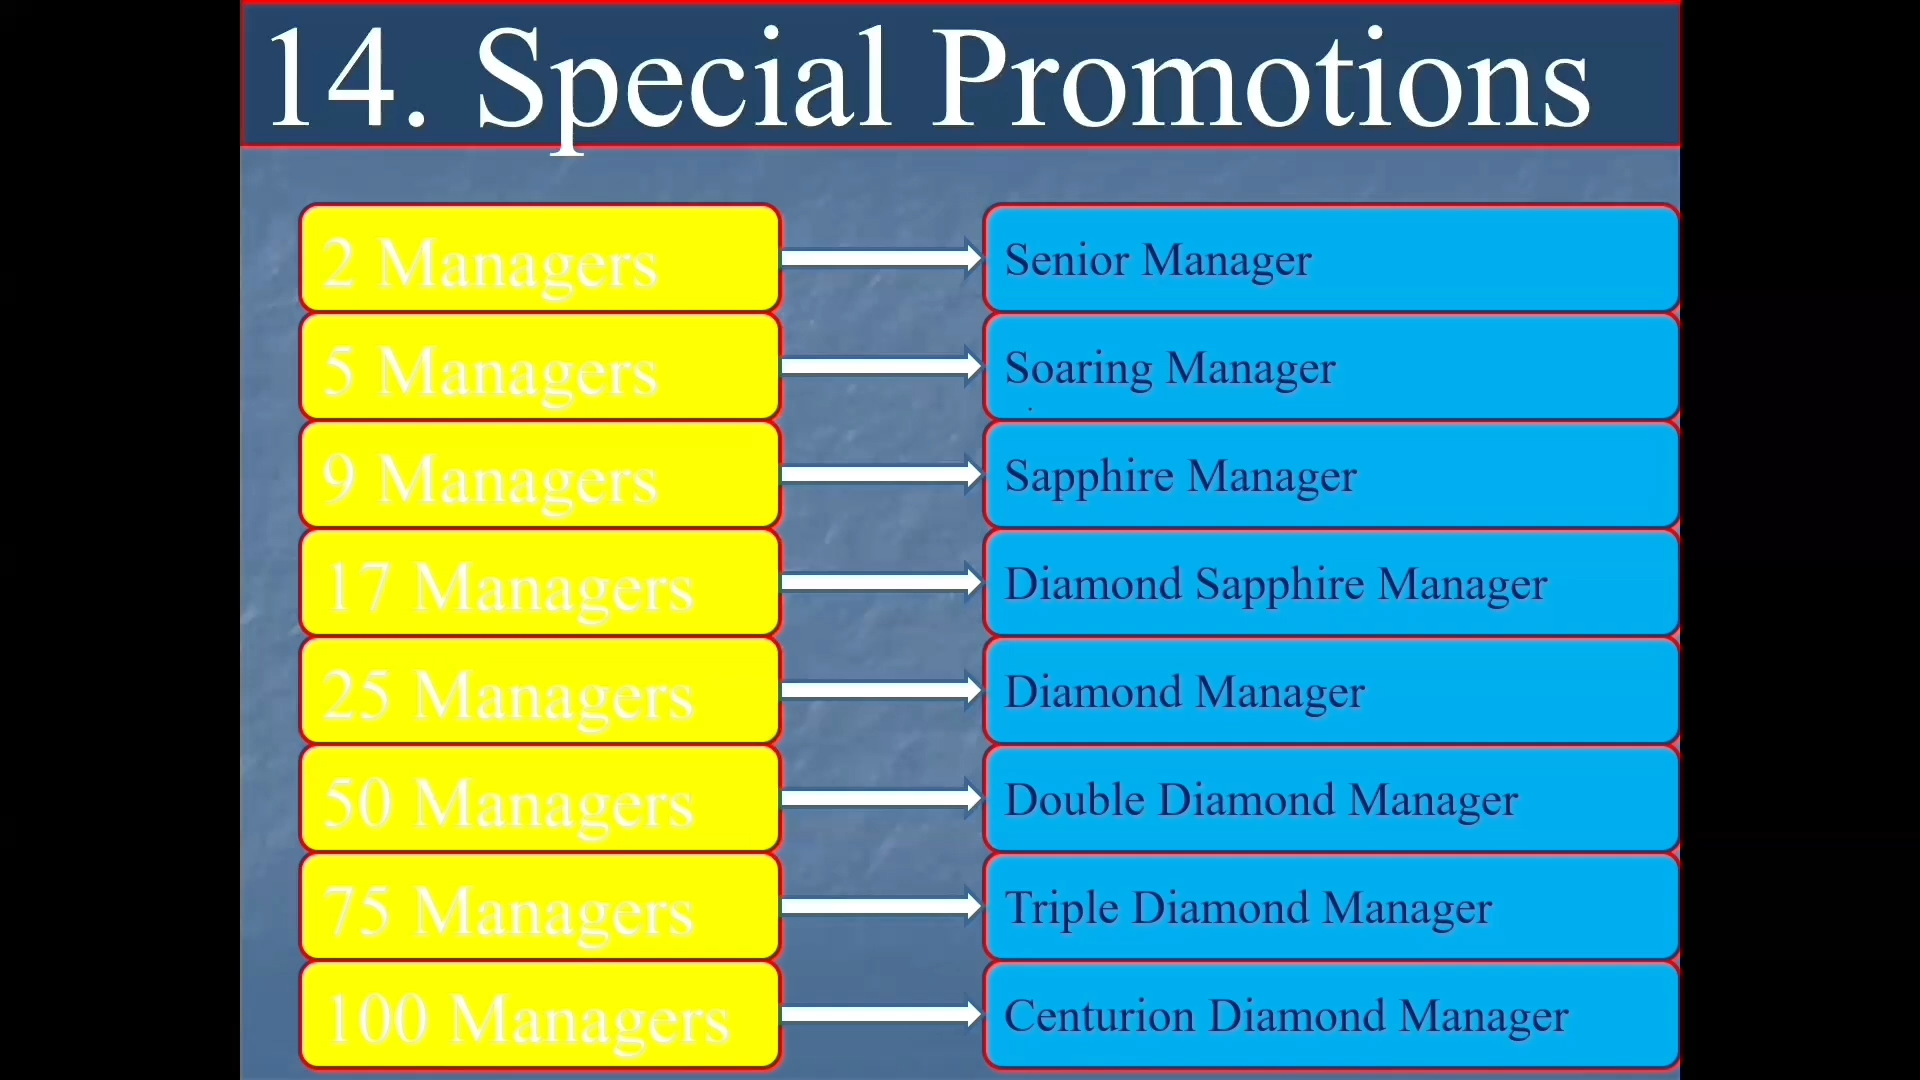 14. Special Promotions
2 Managers
Senior Manager
5 Managers
Soaring Manager
9 Managers
Sapphire Manager
17 Managers
Diamond Sapphire Manager
25 Managers
Diamond Manager
50 Managers
Double Diamond Manager
75 Managers
Triple Diamond Manager
100 Managers
Centurion Diamond Manager